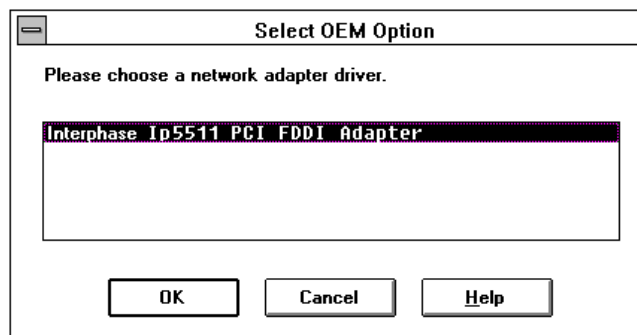 Select OEM Option
Please choose a network adapter driver.
Interphase Ip5511 PCI FDDI Adapter
OK Cancel Help